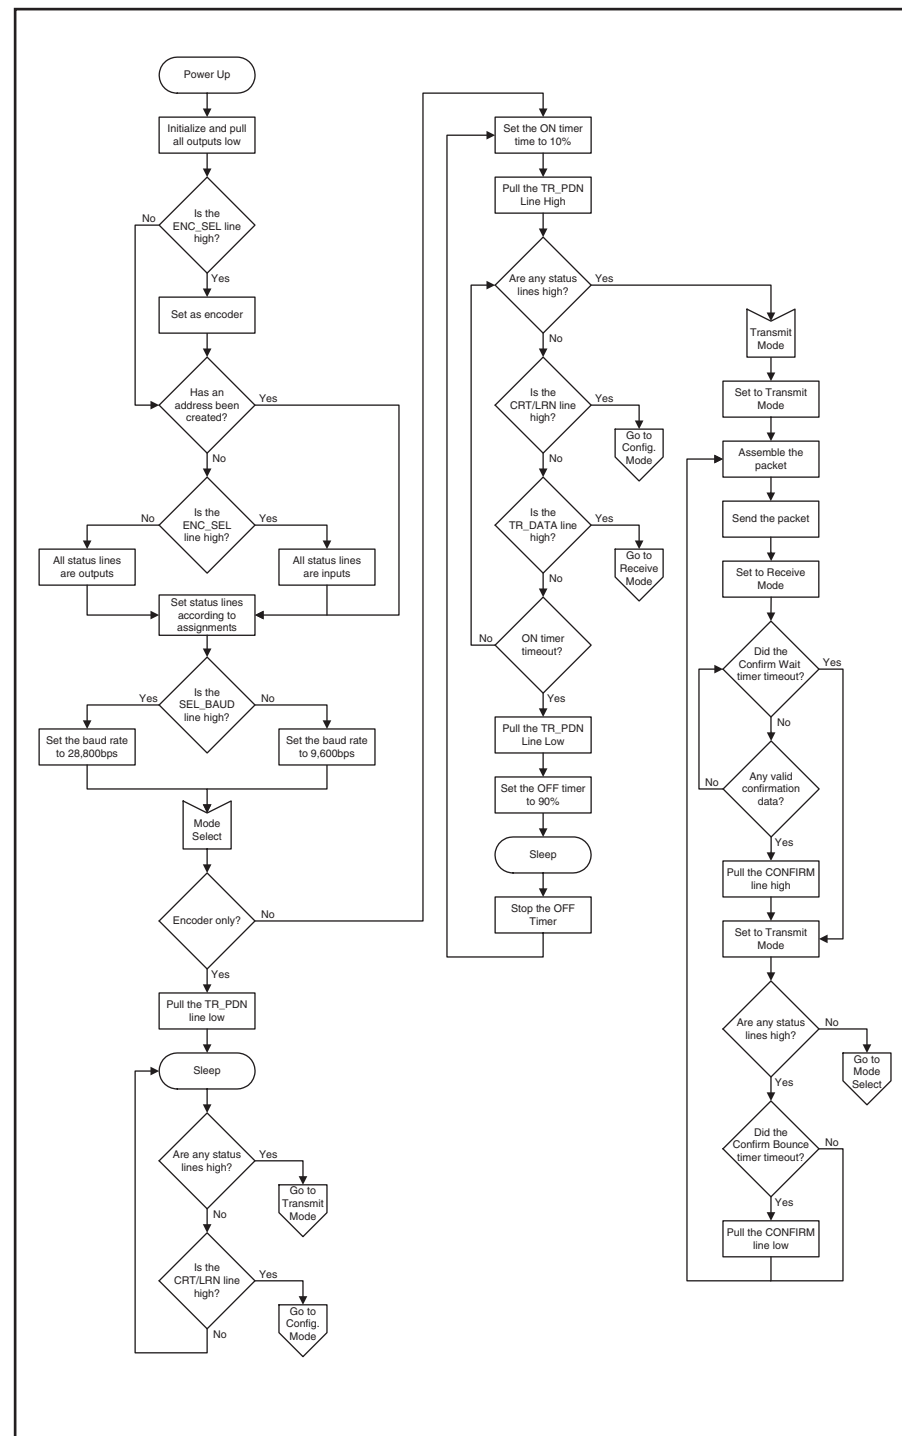 Power Up
Initialize and pull
all outputs low
Is the
ENC_SEL line
high?
No
Yes
Set as encoder
Has an
address been
created?
Yes
No
Is the
ENC_SEL
line high?
No
Yes
All status lines
are outputs
All status lines
are inputs
Set status lines
according to
assignments
Is the
SEL_BAUD
line high?
Yes
No
Set the baud rate
to 28,800bps
Set the baud rate
to 9,600bps
Mode
Select
Encoder only?
No
Yes
Pull the TR_PDN
line low
Sleep
Are any status
lines high?
Yes
Go to
Transmit
Mode
No
Is the
CRT/LRN line
high?
Yes
Go to
Config.
Mode
No
Set the ON timer
time to 10%
Pull the TR_PDN
Line High
Are any status
lines high?
Yes
No
Is the
CRT/LRN line
high?
Yes
Go to
Config.
Mode
No
Is the
TR_DATA line
high?
Yes
Go to
Receive
Mode
No
ON timer
timeout?
No
Yes
Pull the TR_PDN
Line Low
Set the OFF timer
to 90%
Sleep
Stop the OFF
Timer
Transmit
Mode
Set to Transmit
Mode
Assemble the
packet
Send the packet
Set to Receive
Mode
Did the
Confirm Wait
timer timeout?
Yes
No
Any valid
confirmation
data?
No
Yes
Pull the CONFIRM
line high
Set to Transmit
Mode
Are any status
lines high?
No
Go to
Mode
Select
Yes
Did the
Confirm Bounce
timer timeout?
No
Yes
Pull the CONFIRM
line low